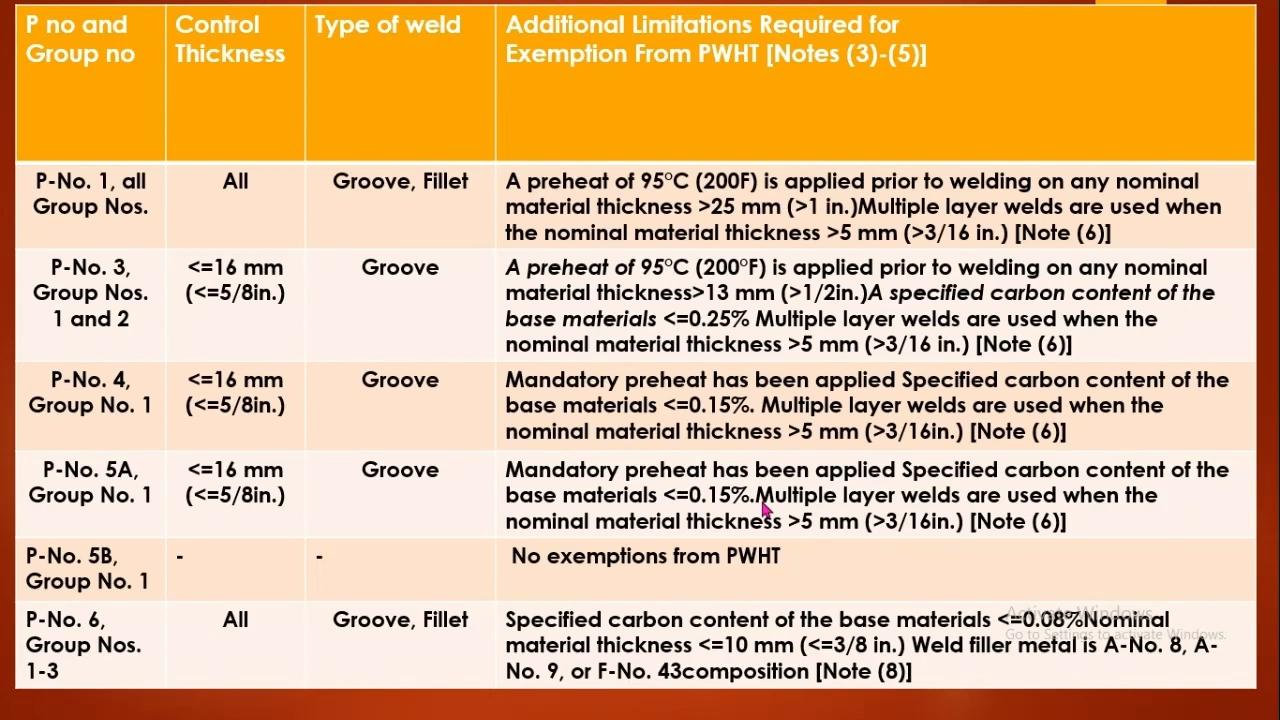 P no and
Group no
Control
Thickness
Type of weld
Additional Limitations Required for
Exemption From PWHT [Notes (3)-(5)]
P-No. 1, all
Group Nos.
All
Groove, Fillet
A preheat of 95°C (200F) is applied prior to welding on any nominal
material thickness >25 mm (>1 in.)Multiple layer welds are used when
the nominal material thickness >5 mm (>3/16 in.) [Note (6)]
P-No. 3,
Group Nos.
1 and 2
<=16 mm
(<=5/8in.)
Groove
A preheat of 95°C (200°F) is applied prior to welding on any nominal
material thickness>13 mm (>1/2in.)A specified carbon content of the
base materials <=0.25% Multiple layer welds are used when the
nominal material thickness >5 mm (>3/16 in.) [Note (6)]
P-No. 4,
Group No. 1
<=16 mm
(<=5/8in.)
Groove
Mandatory preheat has been applied Specified carbon content of the
base materials <=0.15%. Multiple layer welds are used when the
nominal material thickness >5 mm (>3/16in.) [Note (6)]
P-No. 5A,
Group No. 1
<=16 mm
(<=5/8in.)
Groove
Mandatory preheat has been applied Specified carbon content of the
base materials <=0.15%.Multiple layer welds are used when the
nominal material thickness >5 mm (>3/16in.) [Note (6)]
P-No. 5B,
Group No. 1
-
-
No exemptions from PWHT
P-No. 6,
Group Nos.
1-3
All
Groove, Fillet
Specified carbon content of the base materials <=0.08%Nominal
material thickness <=10 mm (<=3/8 in.) Weld filler metal is A-No. 8, A-
No. 9, or F-No. 43composition [Note (8)]
Activate Windows
Go to Settings to activate Windows.